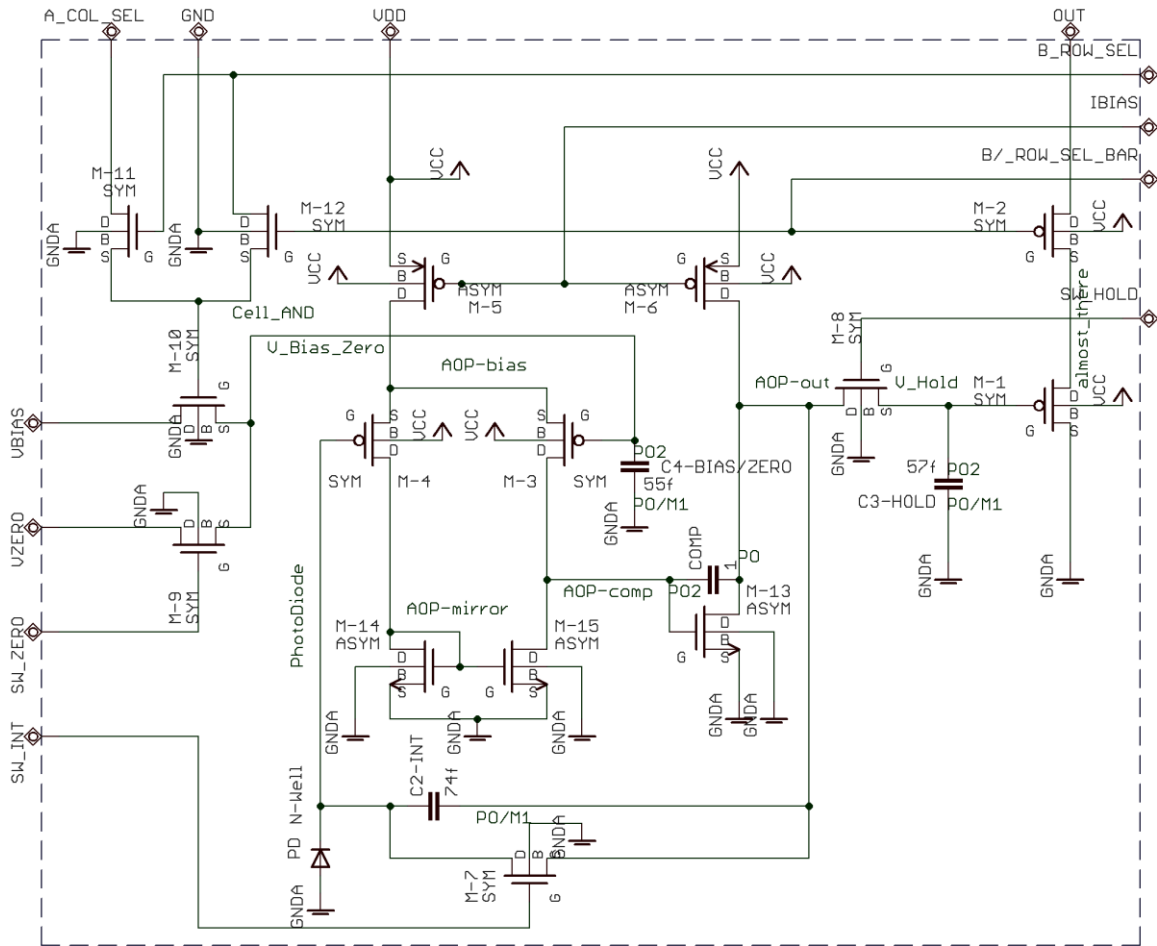 A_COL_SEL
GND
VDD
OUT
B_ROW_SEL
IBIAS
B/_ROW_SEL_BAR
VCC
VCC
M-11
SYM
M-12
SYM
M-2
SYM
D
B
S
G
D
B
S
G
D
B
S
G
VCC
GNDA
GNDA
VCC
S
B
D
G
ASYM
M-5
ASYM
M-6
G
S
B
D
VCC
SW_HOLD
Cell_AND
V_Bias_Zero
M-10
SYM
AOP-bias
M-8
SYM
almost_there
G
D
B
S
GNDA
VBIAS
G
S
B
D
VCC
SYM
M-4
VCC
S
B
D
G
M-3
SYM
PO2
C4-BIAS/ZERO
55f
PO/M1
GNDA
AOP-out
G
D
B
S
GNDA
V_Hold
M-1
SYM
G
D
B
S
VCC
57f
PO2
C3-HOLD
PO/M1
GNDA
GNDA
VZERO
GNDA
D
B
S
G
M-9
SYM
SW_ZERO
PhotoDiode
AOP-mirror
AOP-comp
COMP
1
PO
PO2
M-13
ASYM
D
B
S
G
GNDA
GNDA
M-14
ASYM
M-15
ASYM
D
B
S
G
D
B
S
G
GNDA
GNDA
GNDA
SW_INT
C2-INT
74f
PO/M1
PD N-Well
GNDA
GNDA
D
B
S
G
M-7
SYM